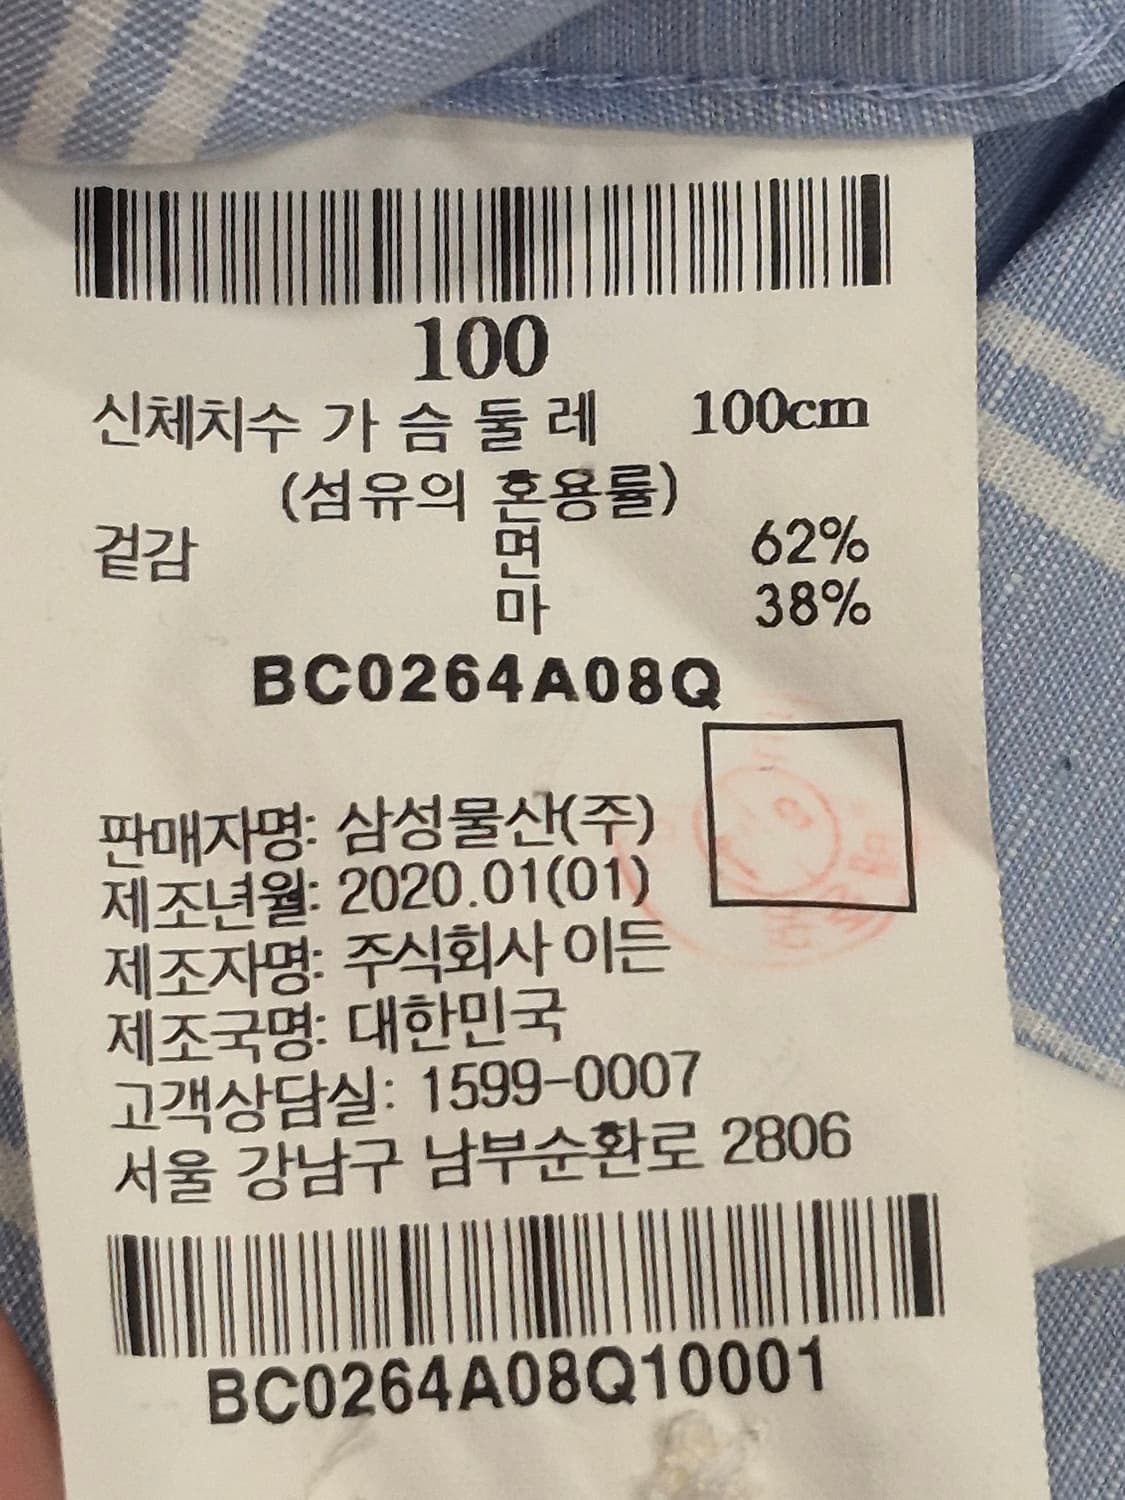 100
신체치수 가 슴 둘 레 100cm
(섬유의 혼용률)
겉감 면 62%
마 38%
BC0264A08Q
판매자명: 삼성물산(주)
제조년월: 2020.01(01)
제조자명: 주식회사 이든
제조국명: 대한민국
고객상담실: 1599-0007
서울 강남구 남부순환로 2806
BC0264A08Q10001